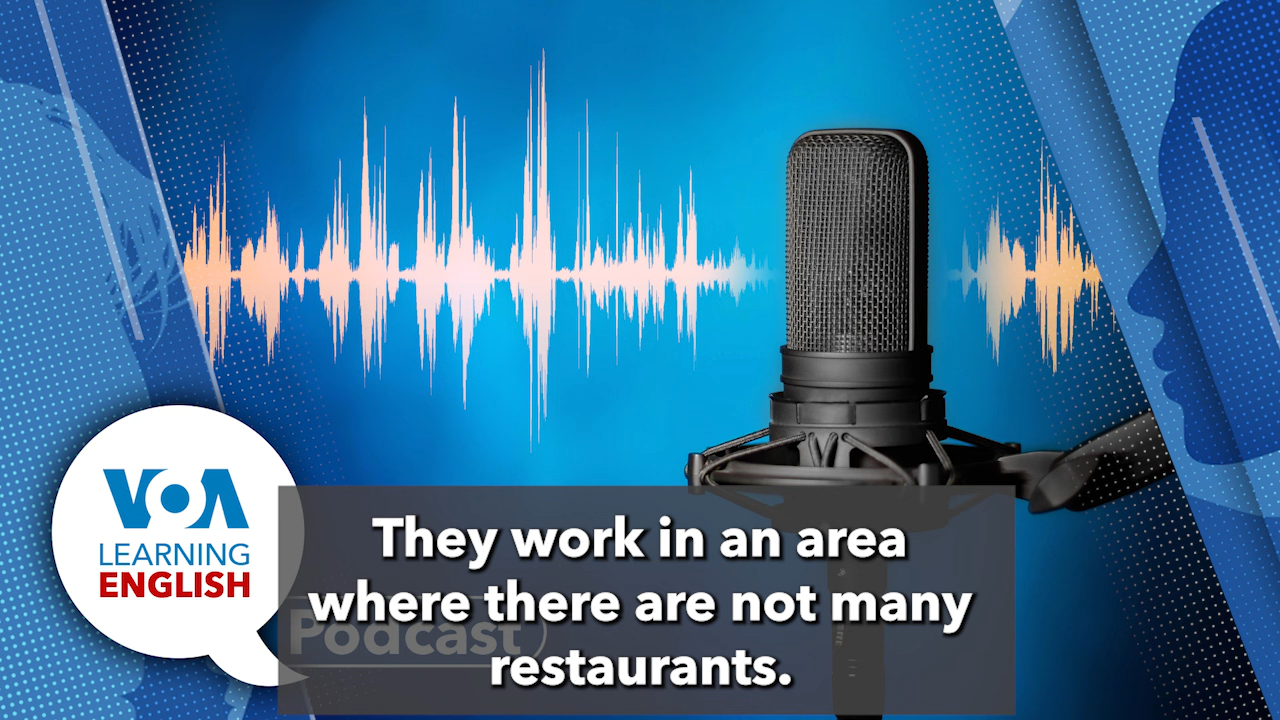 VOA
LEARNING
ENGLISH
Podcast
They work in an area
where there are not many
restaurants.